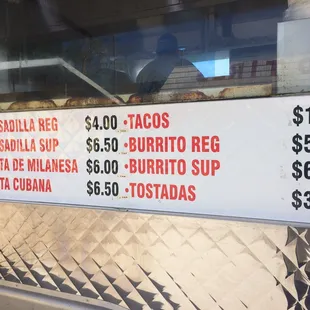 SADILLA REG $4.00 •TACOS $1
SADILLA SUP $6.50 •BURRITO REG $5
TA DE MILANESA $6.00 •BURRITO SUP $6
TA CUBANA $6.50 •TOSTADAS $3